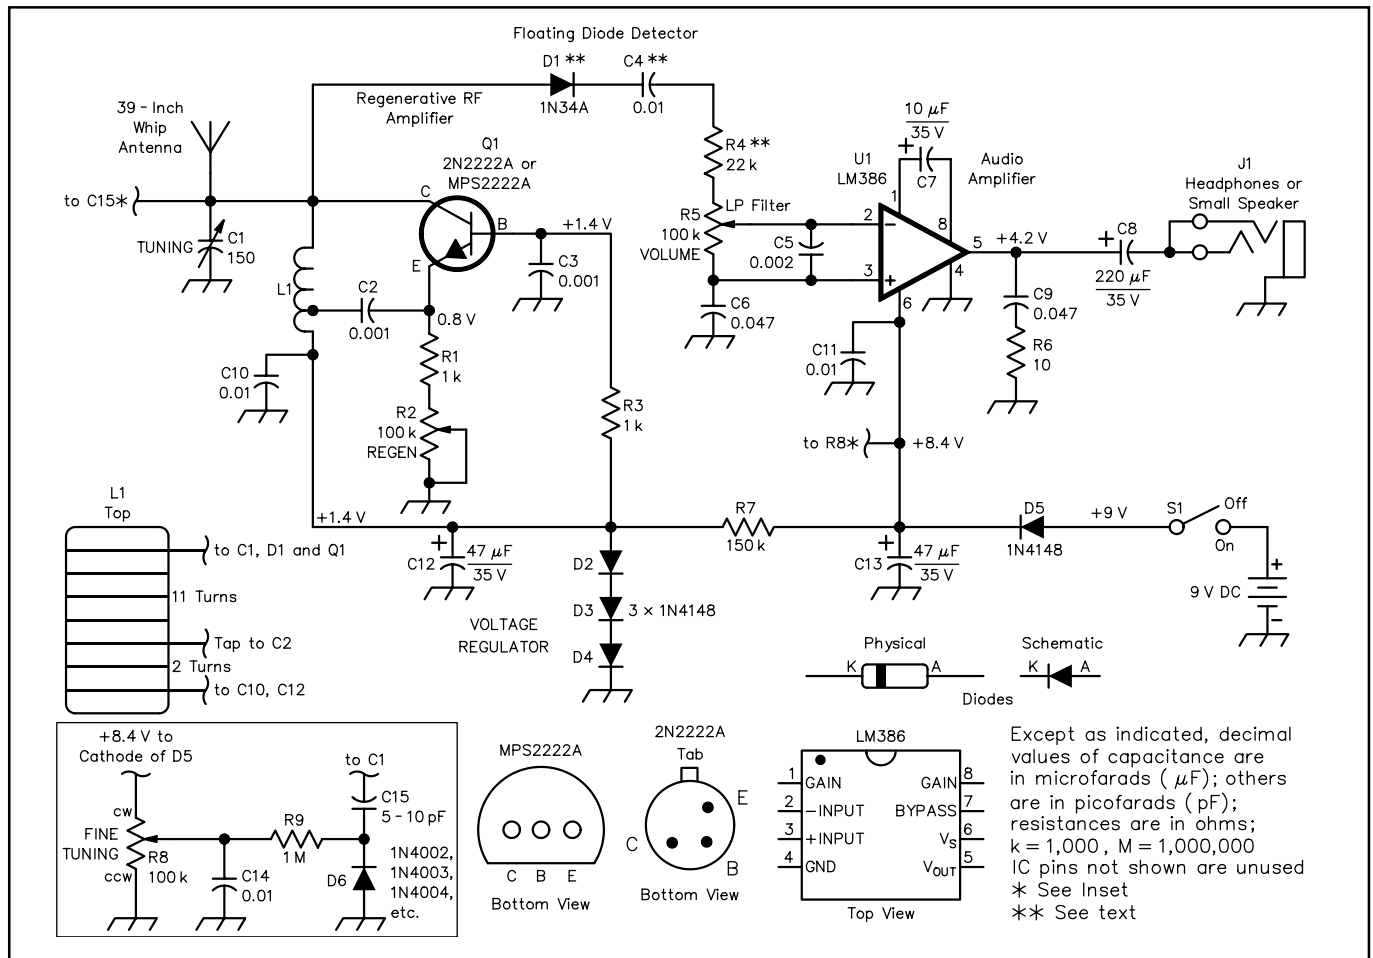 Floating Diode Detector
D1 **
C4 **
1N34A
0.01
Regenerative RF
Amplifier
39 - Inch
Whip
Antenna
to C15*
TUNING
C1
150
Q1
2N2222A or
MPS2222A
C
B
E
+1.4 V
C3
0.001
L1
C2
0.001
0.8 V
R1
1 k
R2
100 k
REGEN
C10
0.01
R3
1 k
R4 **
22 k
R5
100 k
VOLUME
LP Filter
C5
0.002
C6
0.047
U1
LM386
10 µF
35 V
+
C7
Audio
Amplifier
1
2
−
3
+
8
5
4
6
+4.2 V
+
C8
220 µF
35 V
J1
Headphones or
Small Speaker
C9
0.047
R6
10
C11
0.01
to R8*
+8.4 V
+1.4 V
+
C12
47 µF
35 V
R7
150 k
D2
D3
D4
3 × 1N4148
VOLTAGE
REGULATOR
+
C13
47 µF
35 V
D5
1N4148
+9 V
S1
Off
On
+
9 V DC
−
L1
Top
to C1, D1 and Q1
11 Turns
Tap to C2
2 Turns
to C10, C12
Physical
K
A
Schematic
K
A
Diodes
+8.4 V to
Cathode of D5
cw
FINE
TUNING
R8
100 k
ccw
C14
0.01
R9
1 M
to C1
C15
5 - 10 pF
D6
1N4002,
1N4003,
1N4004,
etc.
MPS2222A
C B E
Bottom View
2N2222A
Tab
E
C
B
Bottom View
LM386
1 GAIN
2 −INPUT
3 +INPUT
4 GND
GAIN 8
BYPASS 7
VS 6
VOUT 5
Top View
Except as indicated, decimal
values of capacitance are
in microfarads ( µF); others
are in picofarads ( pF);
resistances are in ohms;
k = 1,000 , M = 1,000,000
IC pins not shown are unused
* See Inset
** See text